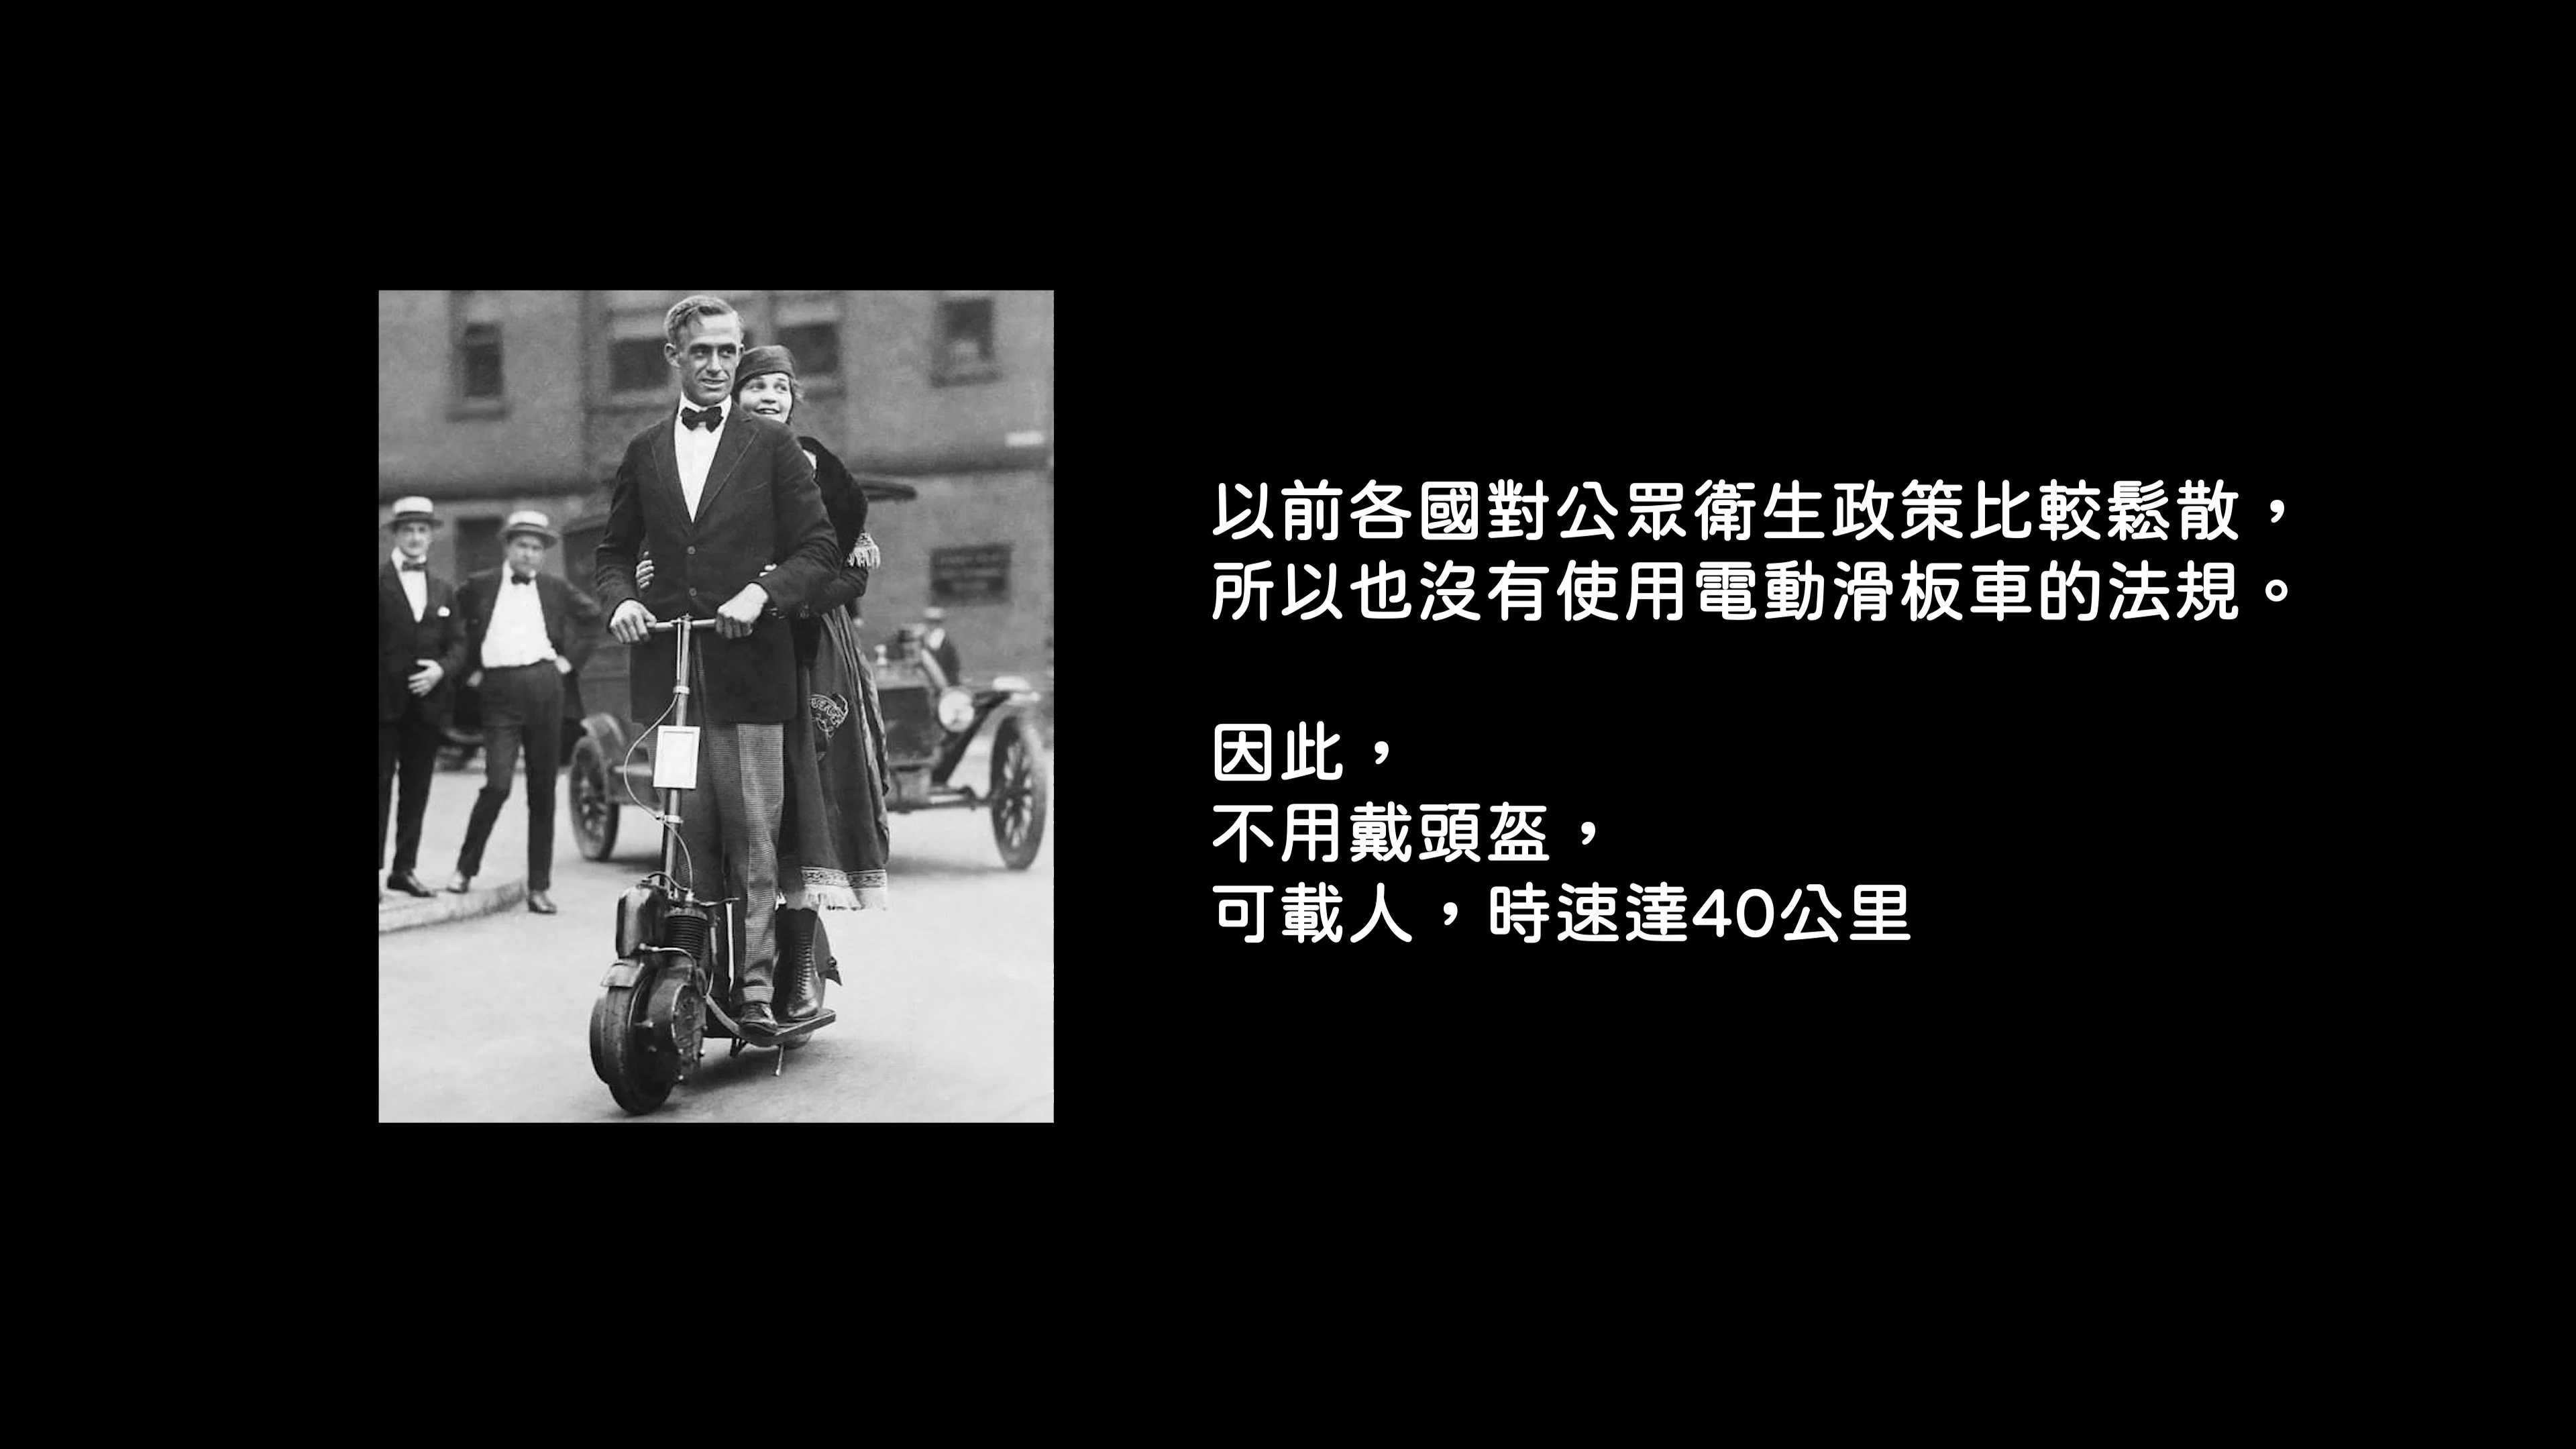 以前各國對公眾衛生政策比較鬆散，
所以也沒有使用電動滑板車的法規。
因此，
不用戴頭盔，
可載人，時速達40公里